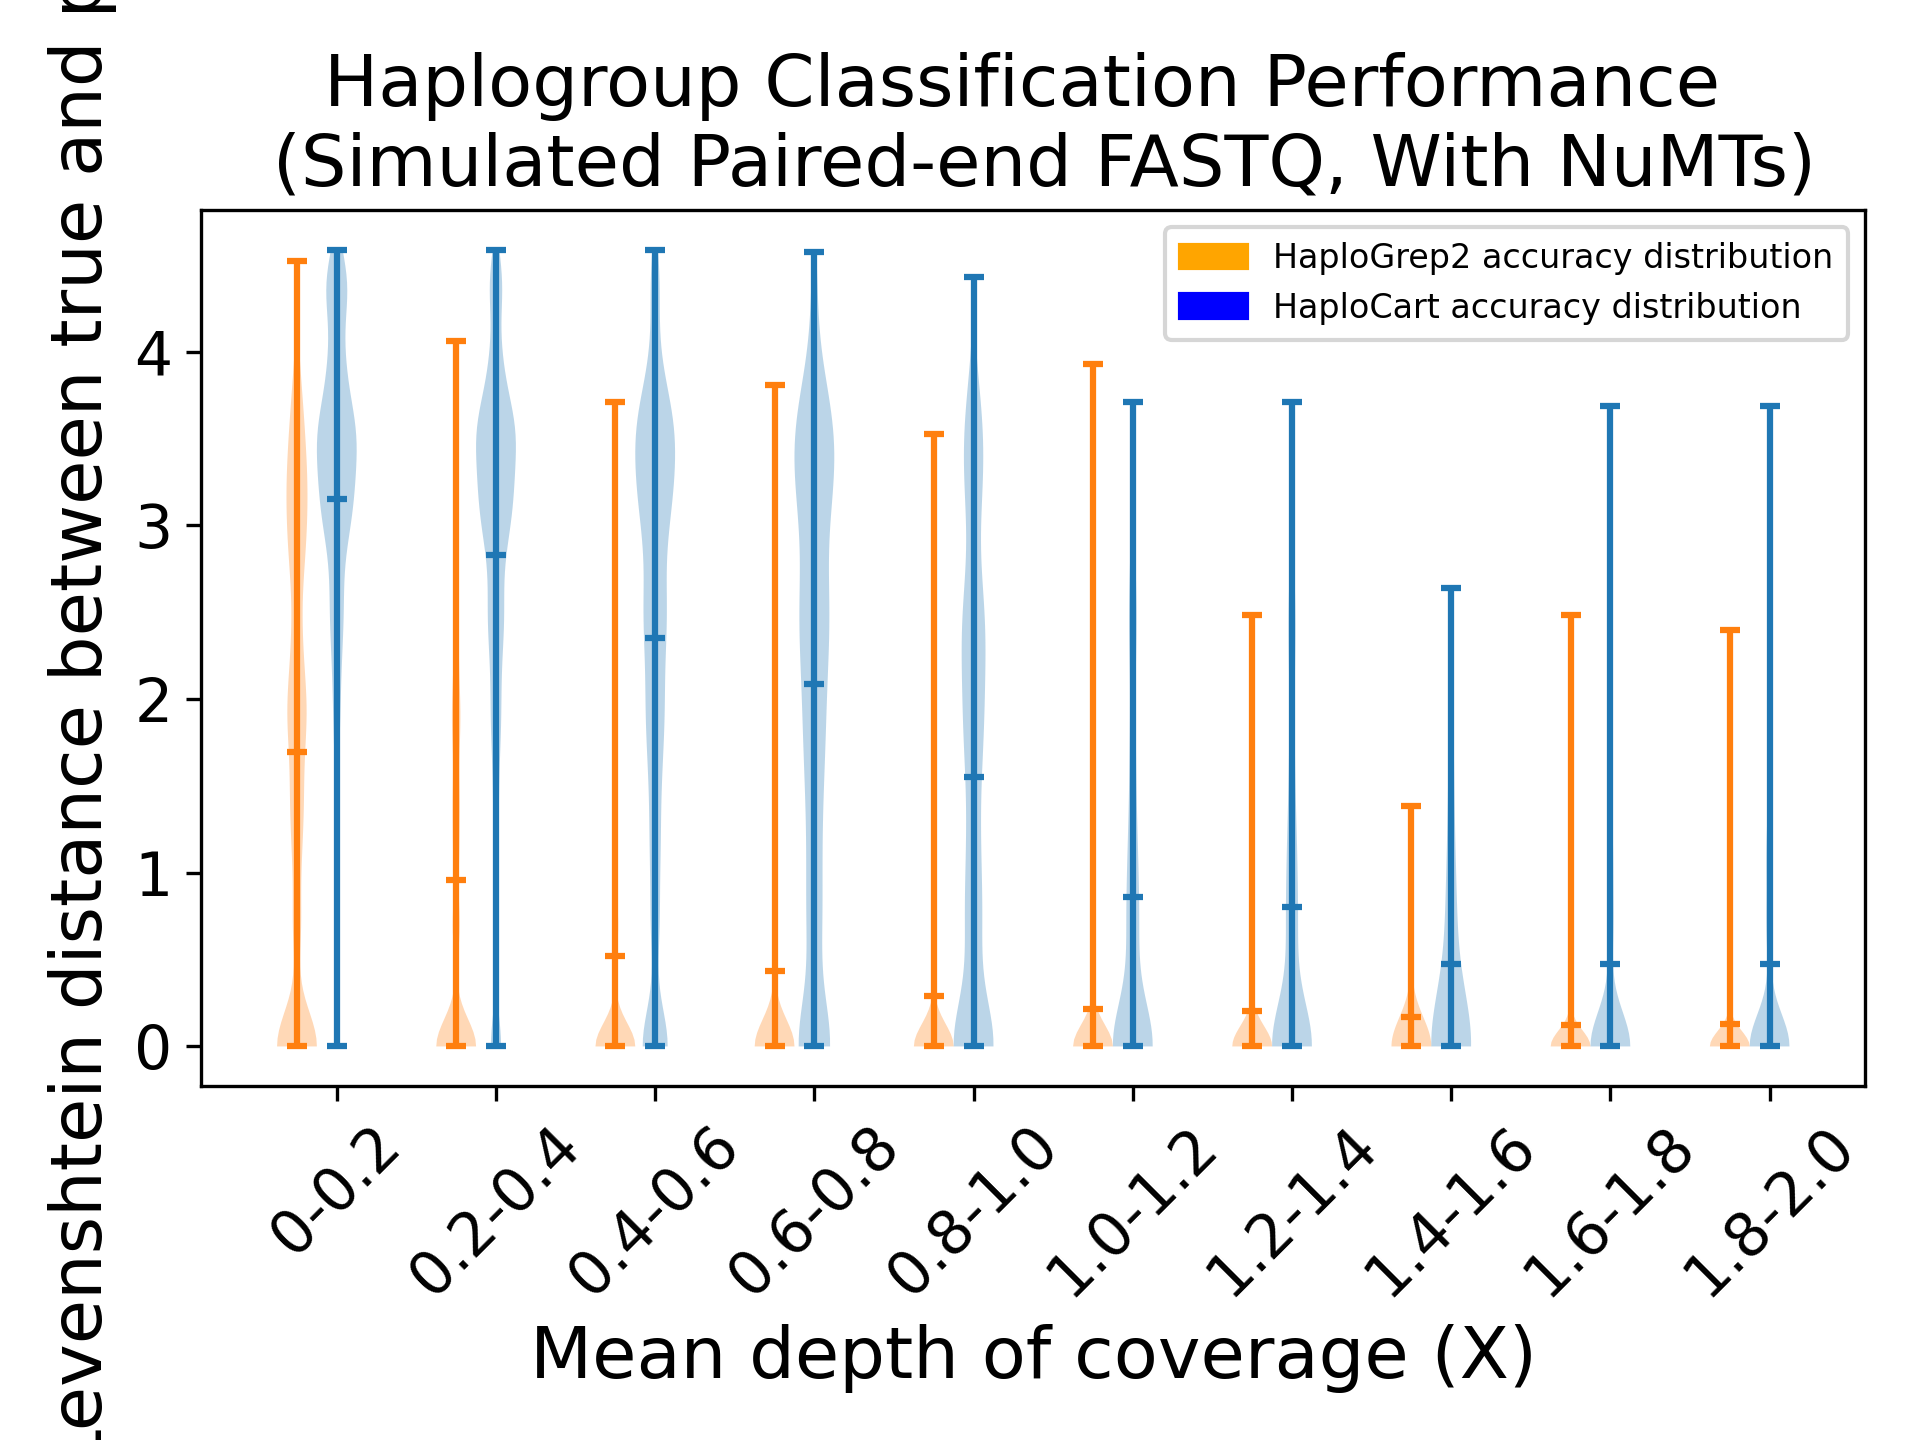 Haplogroup Classification Performance
(Simulated Paired-end FASTQ, With NuMTs)
HaploGrep2 accuracy distribution
HaploCart accuracy distribution
Levenshtein distance between true and
4
3
2
1
0
0-0.2
0.2-0.4
0.4-0.6
0.6-0.8
0.8-1.0
1.0-1.2
1.2-1.4
1.4-1.6
1.6-1.8
1.8-2.0
Mean depth of coverage (X)